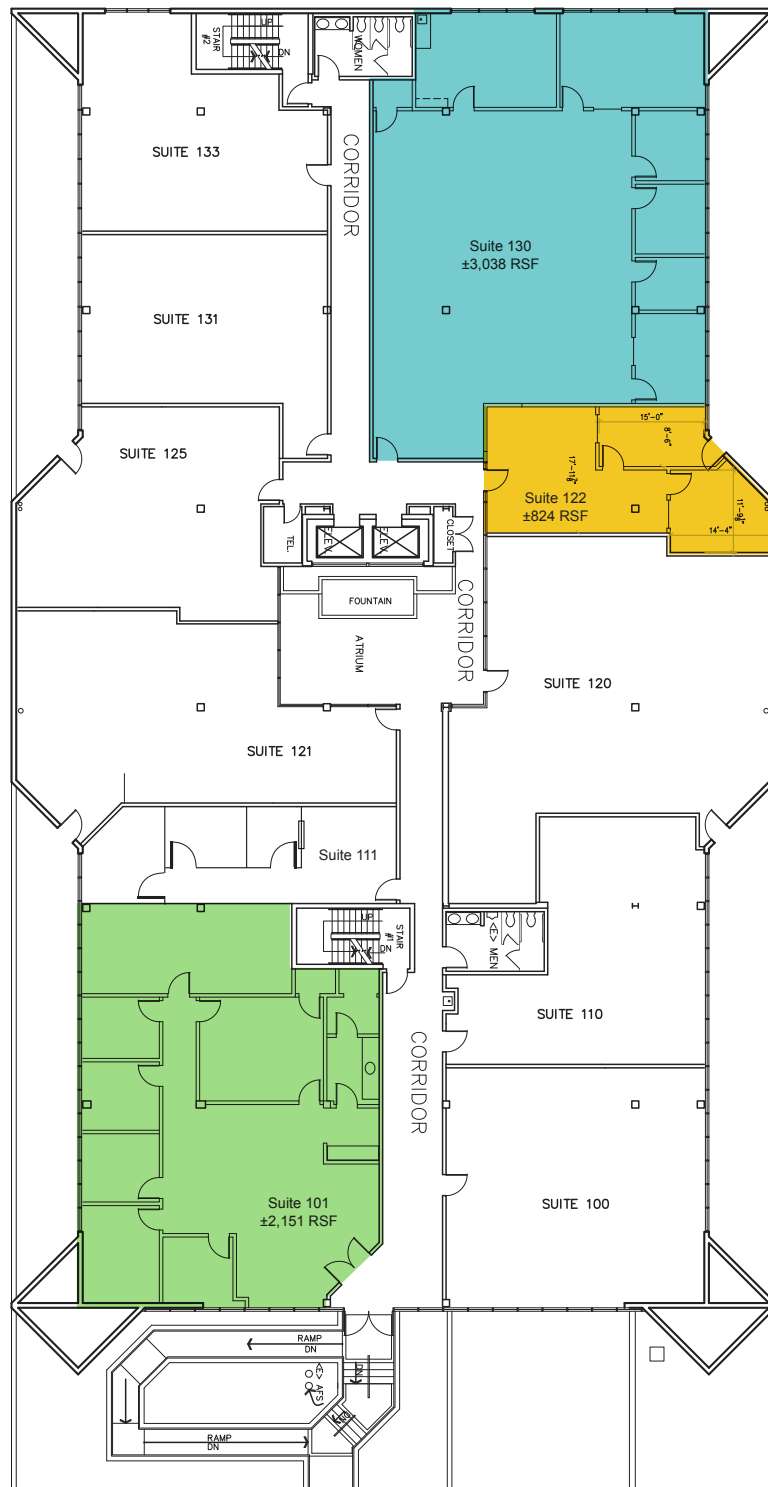 UP
STAIR
#2
DN
WOMEN
SUITE 133
CORRIDOR
Suite 130
±3,038 RSF
SUITE 131
15'-0"
8'-6"
SUITE 125
Suite 122
±824 RSF
14'-4"
TEL.
ELEV.
ELEV.
CLOSET
FOUNTAIN
ATRIUM
CORRIDOR
SUITE 120
SUITE 121
Suite 111
UP
STAIR
#1
DN
<E> MEN
SUITE 110
CORRIDOR
Suite 101
±2,151 RSF
SUITE 100
RAMP
DN
DN
<E> AFS
RAMP
DN